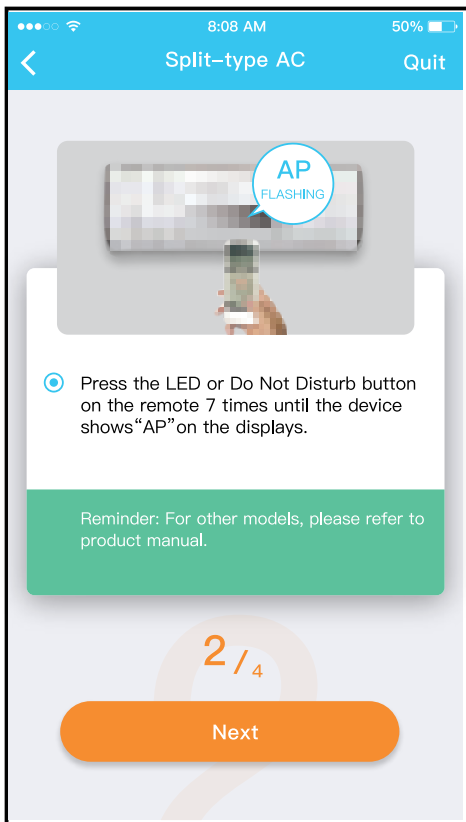 8:08 AM
50%
Split-type AC
Quit
AP
FLASHING
Press the LED or Do Not Disturb button
on the remote 7 times until the device
shows“AP”on the displays.
Reminder: For other models, please refer to
product manual.
2/4
Next